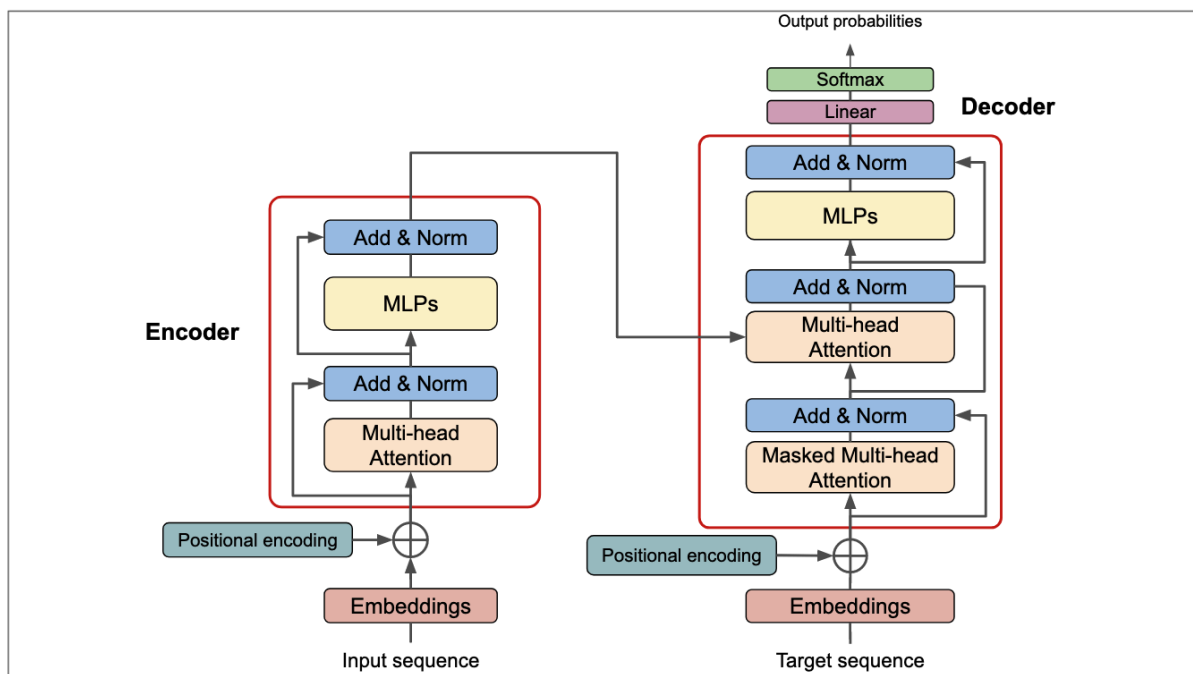 Output probabilities
Softmax
Linear
Decoder
Add & Norm
MLPs
Add & Norm
Multi-head
Attention
Add & Norm
Masked Multi-head
Attention
Positional encoding
Embeddings
Target sequence
Encoder
Add & Norm
MLPs
Add & Norm
Multi-head
Attention
Positional encoding
Embeddings
Input sequence